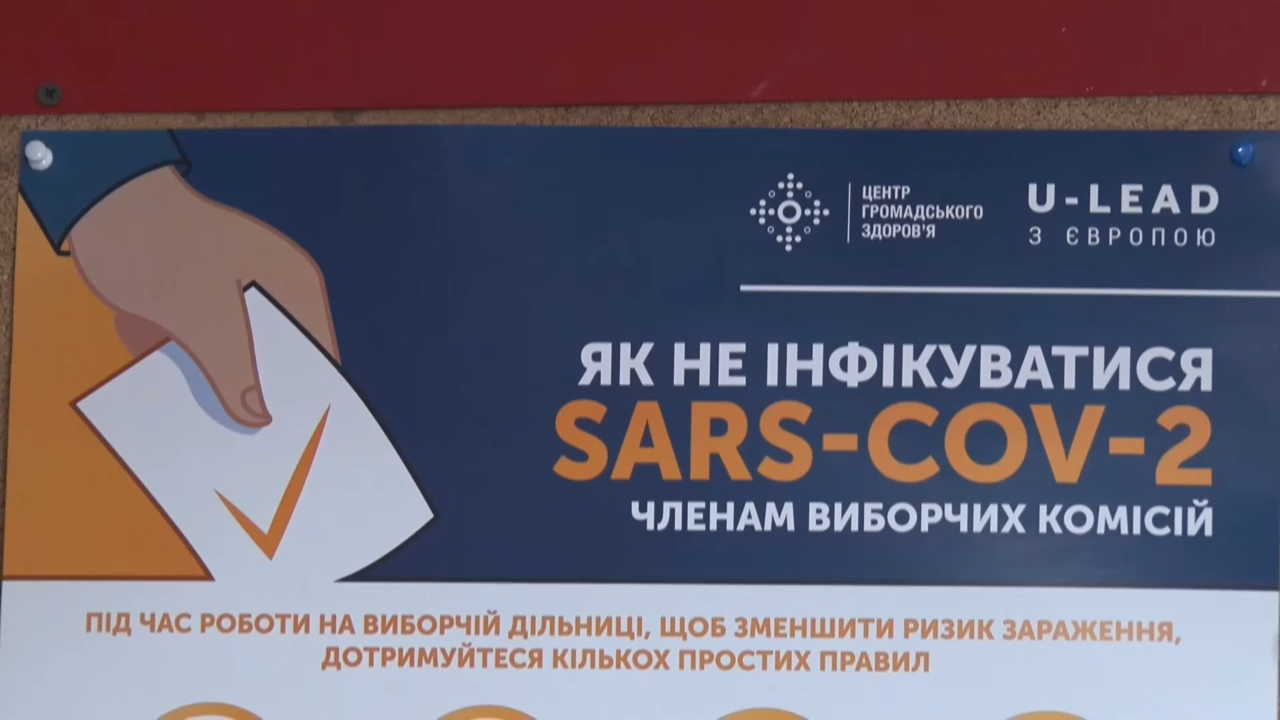 ЦЕНТР
ГРОМАДСЬКОГО
ЗДОРОВ'Я
U-LEAD
З ЄВРОПОЮ
ЯК НЕ ІНФІКУВАТИСЯ
SARS-COV-2
ЧЛЕНАМ ВИБОРЧИХ КОМІСІЙ
ПІД ЧАС РОБОТИ НА ВИБОРЧІЙ ДІЛЬНИЦІ, ЩОБ ЗМЕНШИТИ РИЗИК ЗАРАЖЕННЯ,
ДОТРИМУЙТЕСЯ КІЛЬКОХ ПРОСТИХ ПРАВИЛ